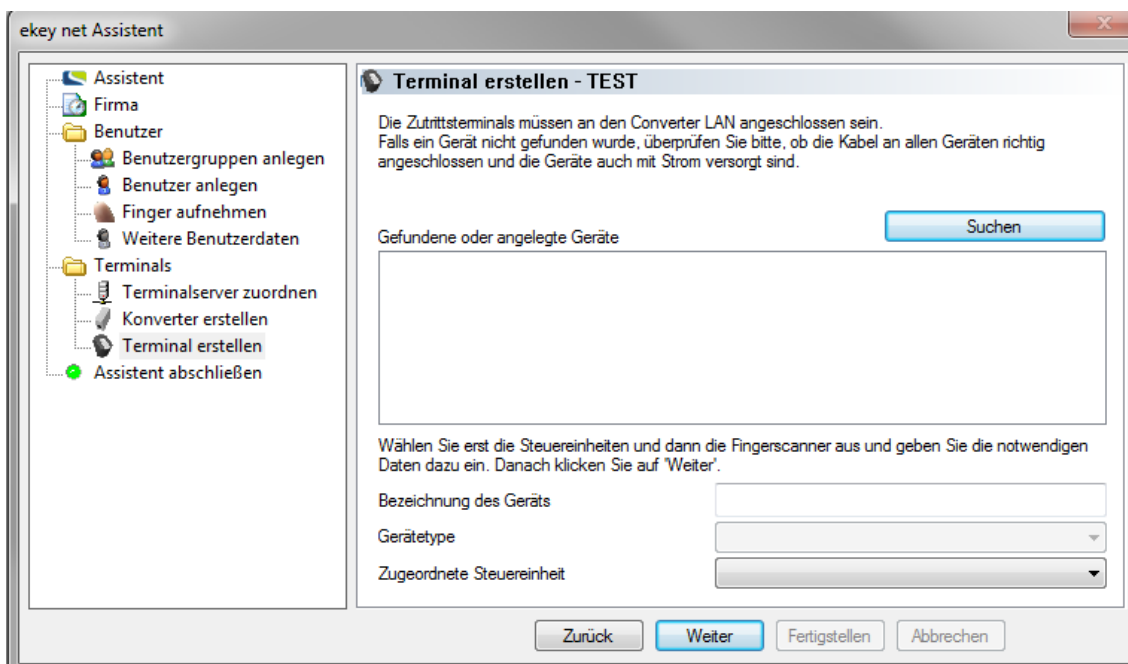 ekey net Assistent
Assistent
Firma
Benutzer
Benutzergruppen anlegen
Benutzer anlegen
Finger aufnehmen
Weitere Benutzerdaten
Terminals
Terminalserver zuordnen
Konverter erstellen
Terminal erstellen
Assistent abschließen
Terminal erstellen - TEST
Die Zutrittsterminals müssen an den Converter LAN angeschlossen sein.
Falls ein Gerät nicht gefunden wurde, überprüfen Sie bitte, ob die Kabel an allen Geräten richtig
angeschlossen und die Geräte auch mit Strom versorgt sind.
Suchen
Gefundene oder angelegte Geräte
Wählen Sie erst die Steuereinheiten und dann die Fingerscanner aus und geben Sie die notwendigen
Daten dazu ein. Danach klicken Sie auf 'Weiter'.
Bezeichnung des Geräts
Gerätetype
Zugeordnete Steuereinheit
Zurück
Weiter
Fertigstellen
Abbrechen